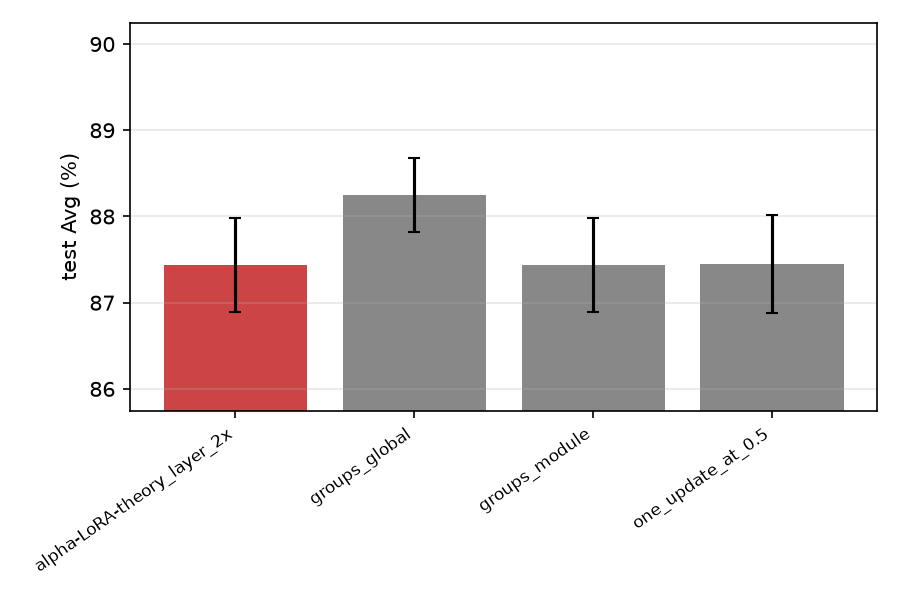 90
89
88
87
86
test Avg (%)
alpha-LoRA-theory_layer_2x
groups_global
groups_module
one_update_at_0.5